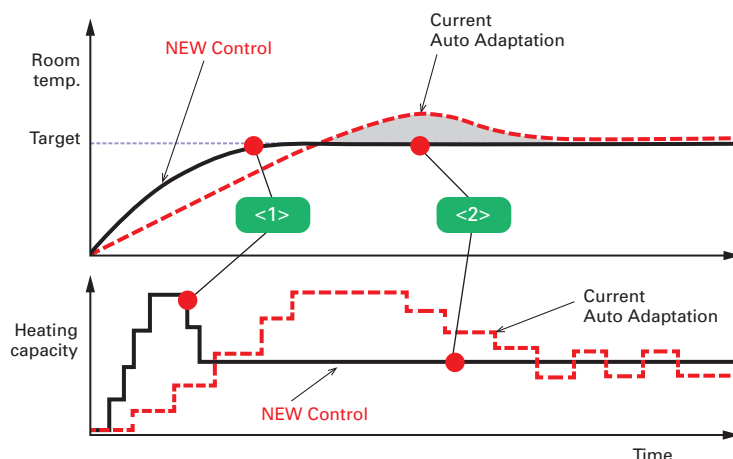 Current
Auto Adaptation
NEW Control
Room
temp.
Target
<1>
<2>
Heating
capacity
Current
Auto Adaptation
NEW Control
Time